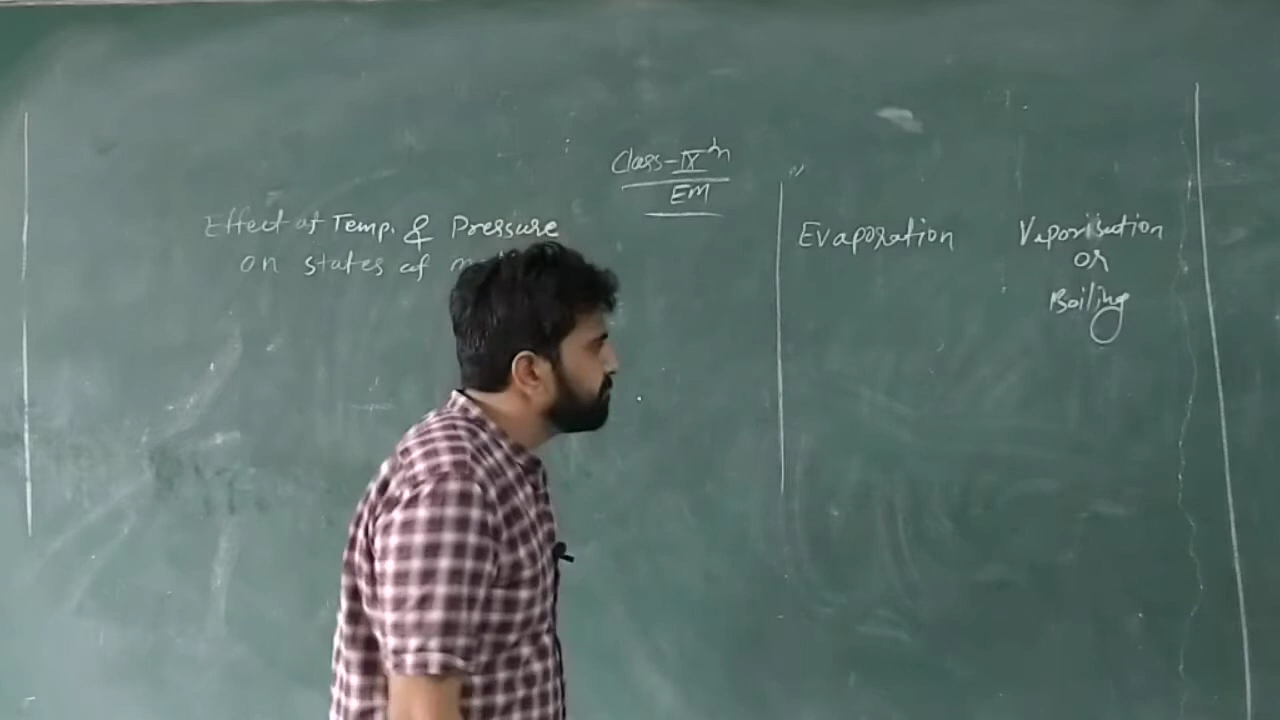 Class-IXth
EM
Effect of Temp. & Pressure
on states of
Evaporation
Vaporisation
or
Boiling